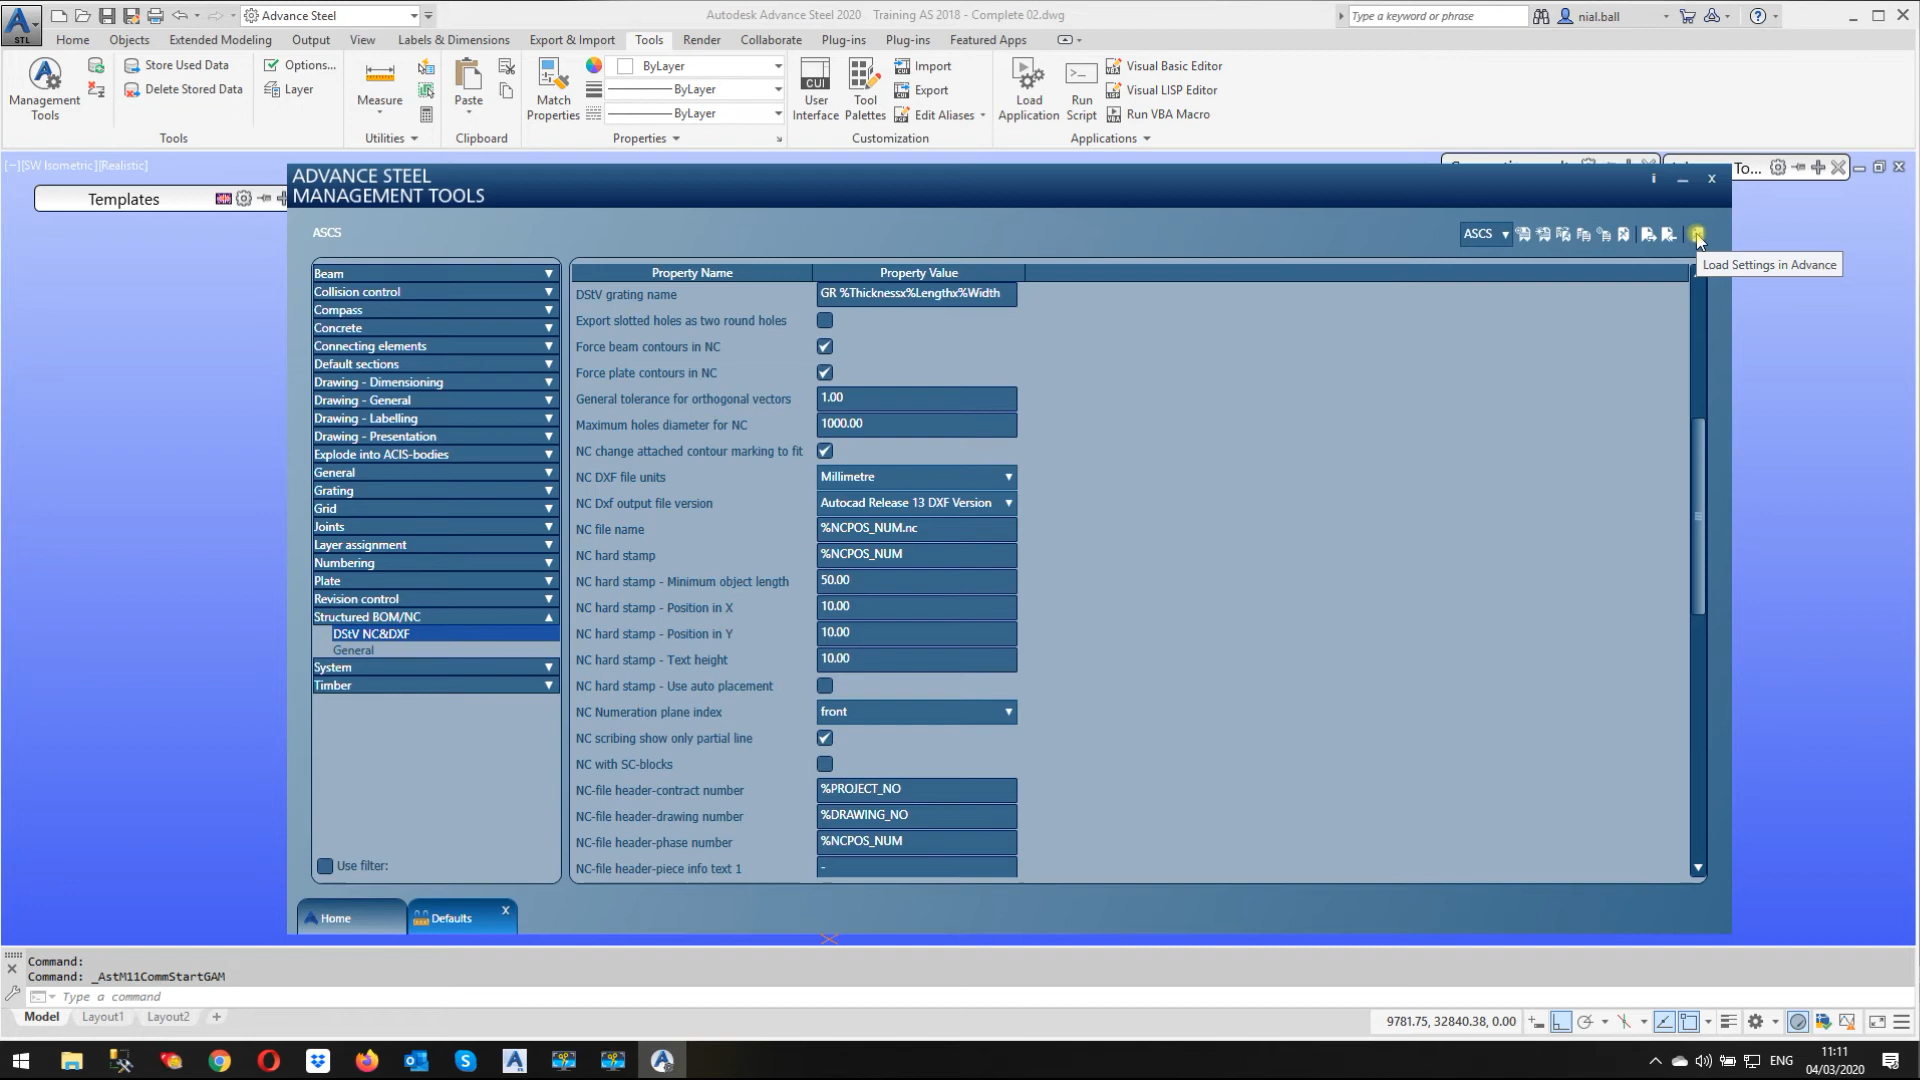 Advance Steel
Autodesk Advance Steel 2020 Training AS 2018 - Complete 02.dwg
Type a keyword or phrase
nial.ball
STL
Home Objects Extended Modeling Output View Labels & Dimensions Export & Import Tools Render Collaborate Plug-ins Plug-ins Featured Apps
Management Tools
Store Used Data
Delete Stored Data
Options...
Layer
Tools
Measure
Utilities
Paste
Clipboard
Match Properties
ByLayer
ByLayer
ByLayer
Properties
CUI
User Interface
Tool Palettes
Import
Export
Edit Aliases
Customization
Load Application
Run Script
Visual Basic Editor
Visual LISP Editor
Run VBA Macro
Applications
[−][SW Isometric][Realistic]
Templates
To...
ADVANCE STEEL
MANAGEMENT TOOLS
ASCS
ASCS
Load Settings in Advance
Beam
Collision control
Compass
Concrete
Connecting elements
Default sections
Drawing - Dimensioning
Drawing - General
Drawing - Labelling
Drawing - Presentation
Explode into ACIS-bodies
General
Grating
Grid
Joints
Layer assignment
Numbering
Plate
Revision control
Structured BOM/NC
DStV NC&DXF
General
System
Timber
Use filter:
Property Name Property Value
DStV grating name GR %Thicknessx%Lengthx%Width
Export slotted holes as two round holes
Force beam contours in NC
Force plate contours in NC
General tolerance for orthogonal vectors 1.00
Maximum holes diameter for NC 1000.00
NC change attached contour marking to fit
NC DXF file units Millimetre
NC Dxf output file version Autocad Release 13 DXF Version
NC file name %NCPOS_NUM.nc
NC hard stamp %NCPOS_NUM
NC hard stamp - Minimum object length 50.00
NC hard stamp - Position in X 10.00
NC hard stamp - Position in Y 10.00
NC hard stamp - Text height 10.00
NC hard stamp - Use auto placement
NC Numeration plane index front
NC scribing show only partial line
NC with SC-blocks
NC-file header-contract number %PROJECT_NO
NC-file header-drawing number %DRAWING_NO
NC-file header-phase number %NCPOS_NUM
NC-file header-piece info text 1 -
Home Defaults X
Command:
Command: _AstM11CommStartGAM
Type a command
Model Layout1 Layout2 +
9781.75, 32840.38, 0.00
ENG
11:11
04/03/2020